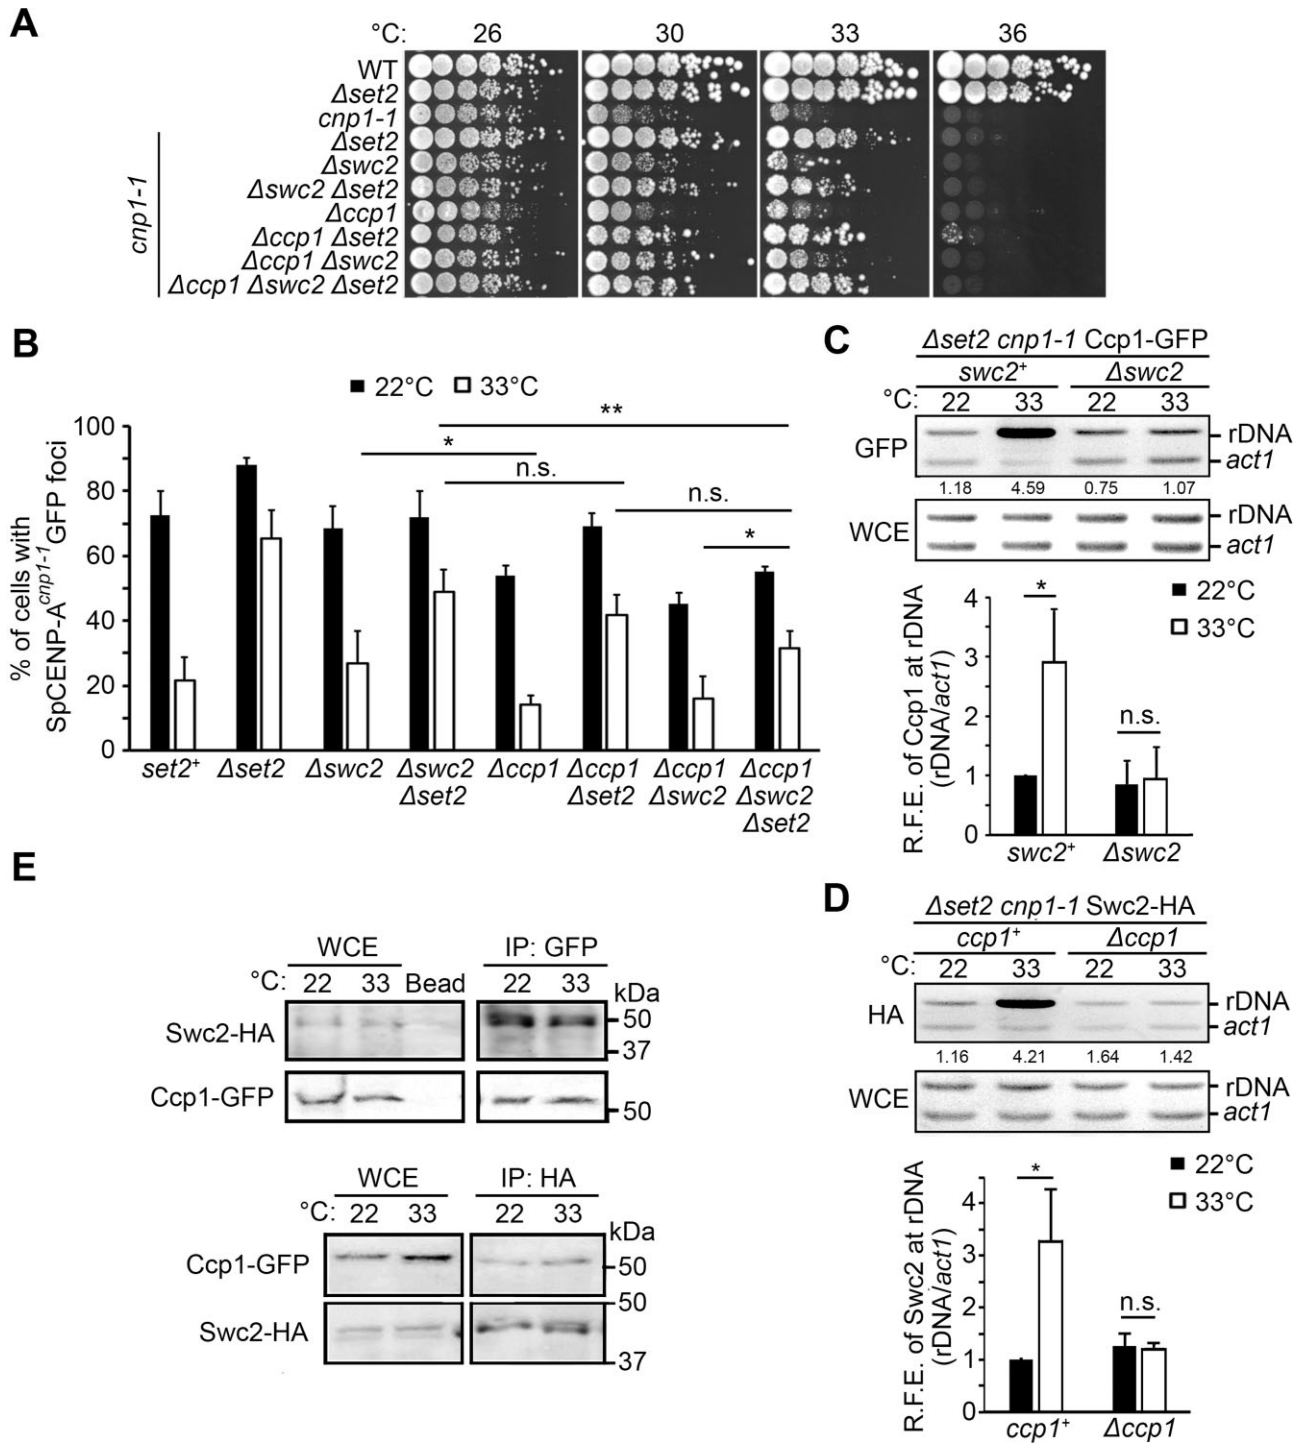 A
°C: 26 30 33 36
WT
Δset2
cnp1-1
Δset2
Δswc2
Δswc2 Δset2
Δccp1
Δccp1 Δset2
Δccp1 Δswc2
Δccp1 Δswc2 Δset2
cnp1-1
B
22°C 33°C
% of cells with
SpCENP-A^cnp1-1 GFP foci
100
80
60
40
20
0
**
*
n.s.
n.s.
*
set2+ Δset2 Δswc2 Δswc2 Δccp1 Δccp1 Δccp1 Δccp1
Δset2 Δset2 Δswc2 Δswc2
Δset2
C
Δset2 cnp1-1 Ccp1-GFP
swc2+ Δswc2
°C: 22 33 22 33
GFP
rDNA
act1
1.18 4.59 0.75 1.07
WCE
rDNA
act1
22°C
33°C
R.F.E. of Ccp1 at rDNA
(rDNA/act1)
4
3
2
1
0
*
n.s.
swc2+ Δswc2
D
Δset2 cnp1-1 Swc2-HA
ccp1+ Δccp1
°C: 22 33 22 33
HA
rDNA
act1
1.16 4.21 1.64 1.42
WCE
rDNA
act1
22°C
33°C
R.F.E. of Swc2 at rDNA
(rDNA/act1)
4
3
2
1
0
*
n.s.
ccp1+ Δccp1
E
WCE IP: GFP
°C: 22 33 Bead 22 33
kDa
Swc2-HA
50
37
Ccp1-GFP
50
WCE IP: HA
°C: 22 33 22 33
kDa
Ccp1-GFP
50
50
Swc2-HA
37